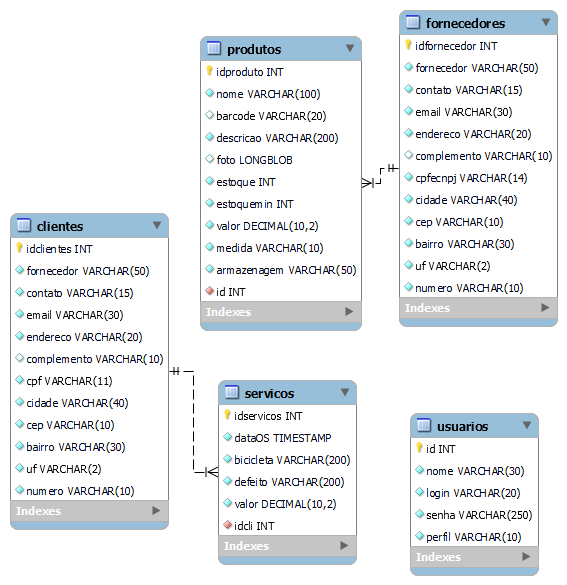 produtos
idproduto INT
nome VARCHAR(100)
barcode VARCHAR(20)
descricao VARCHAR(200)
foto LONGBLOB
estoque INT
estoquemin INT
valor DECIMAL(10,2)
medida VARCHAR(10)
armazenagem VARCHAR(50)
id INT
Indexes
fornecedores
idfornecedor INT
fornecedor VARCHAR(50)
contato VARCHAR(15)
email VARCHAR(30)
endereco VARCHAR(20)
complemento VARCHAR(10)
cpfecnpj VARCHAR(14)
cidade VARCHAR(40)
cep VARCHAR(10)
bairro VARCHAR(30)
uf VARCHAR(2)
numero VARCHAR(10)
Indexes
clientes
idclientes INT
fornecedor VARCHAR(50)
contato VARCHAR(15)
email VARCHAR(30)
endereco VARCHAR(20)
complemento VARCHAR(10)
cpf VARCHAR(11)
cidade VARCHAR(40)
cep VARCHAR(10)
bairro VARCHAR(30)
uf VARCHAR(2)
numero VARCHAR(10)
Indexes
servicos
idservicos INT
dataOS TIMESTAMP
bicicleta VARCHAR(200)
defeito VARCHAR(200)
valor DECIMAL(10,2)
idcli INT
Indexes
usuarios
id INT
nome VARCHAR(30)
login VARCHAR(20)
senha VARCHAR(250)
perfil VARCHAR(10)
Indexes